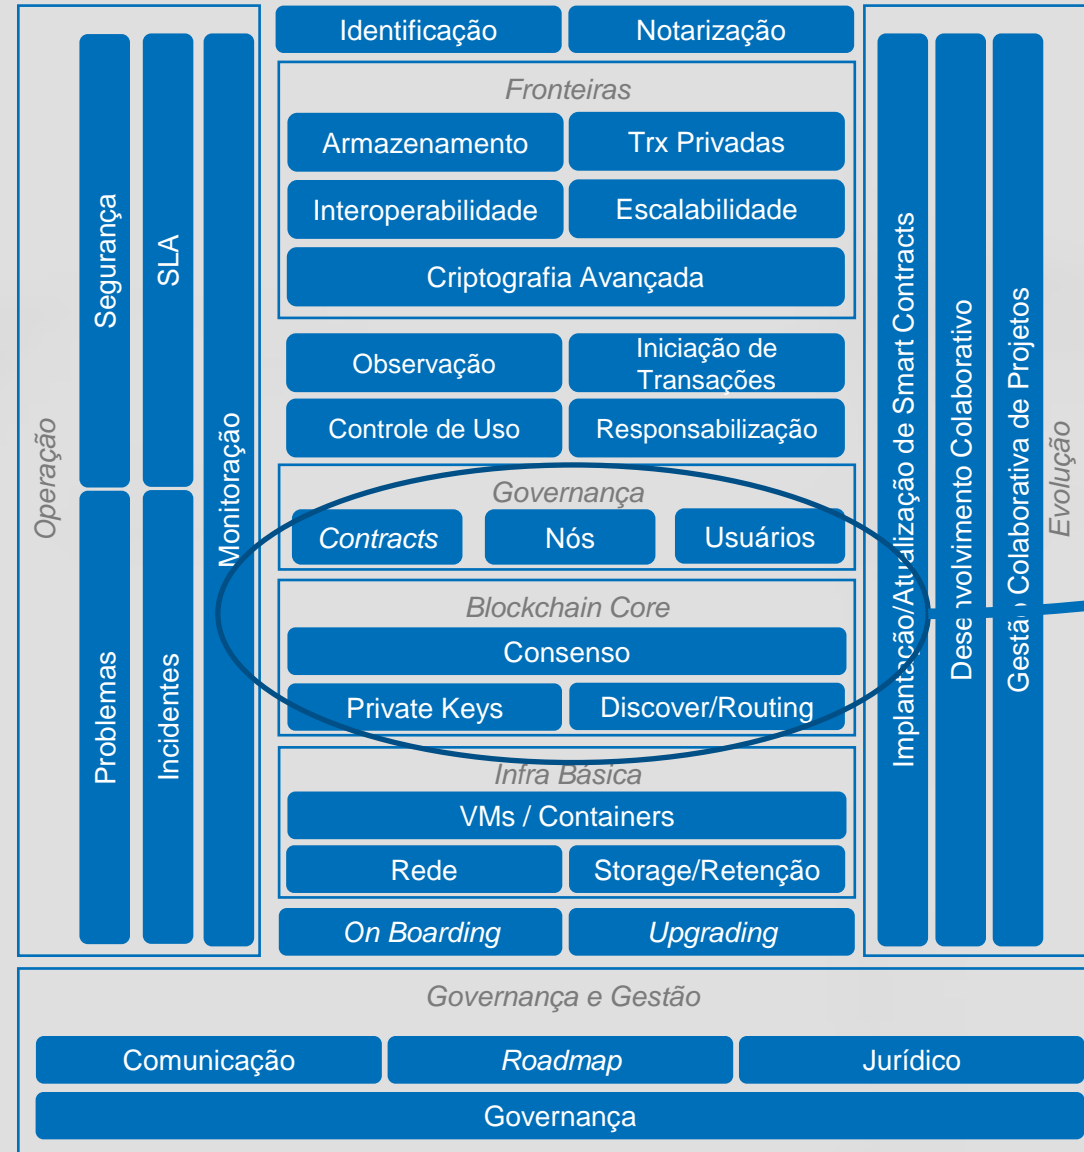 Operação
Segurança
SLA
Problemas
Incidentes
Monitoração
Identificação
Notarização
Fronteiras
Armazenamento
Trx Privadas
Interoperabilidade
Escalabilidade
Criptografia Avançada
Observação
Iniciação de
Transações
Controle de Uso
Responsabilização
Governança
Contracts
Nós
Usuários
Blockchain Core
Consenso
Private Keys
Discover/Routing
Infra Básica
VMs / Containers
Rede
Storage/Retenção
On Boarding
Upgrading
Implantação/Atualização de Smart Contracts
Desenvolvimento Colaborativo
Gestão Colaborativa de Projetos
Evolução
Governança e Gestão
Comunicação
Roadmap
Jurídico
Governança